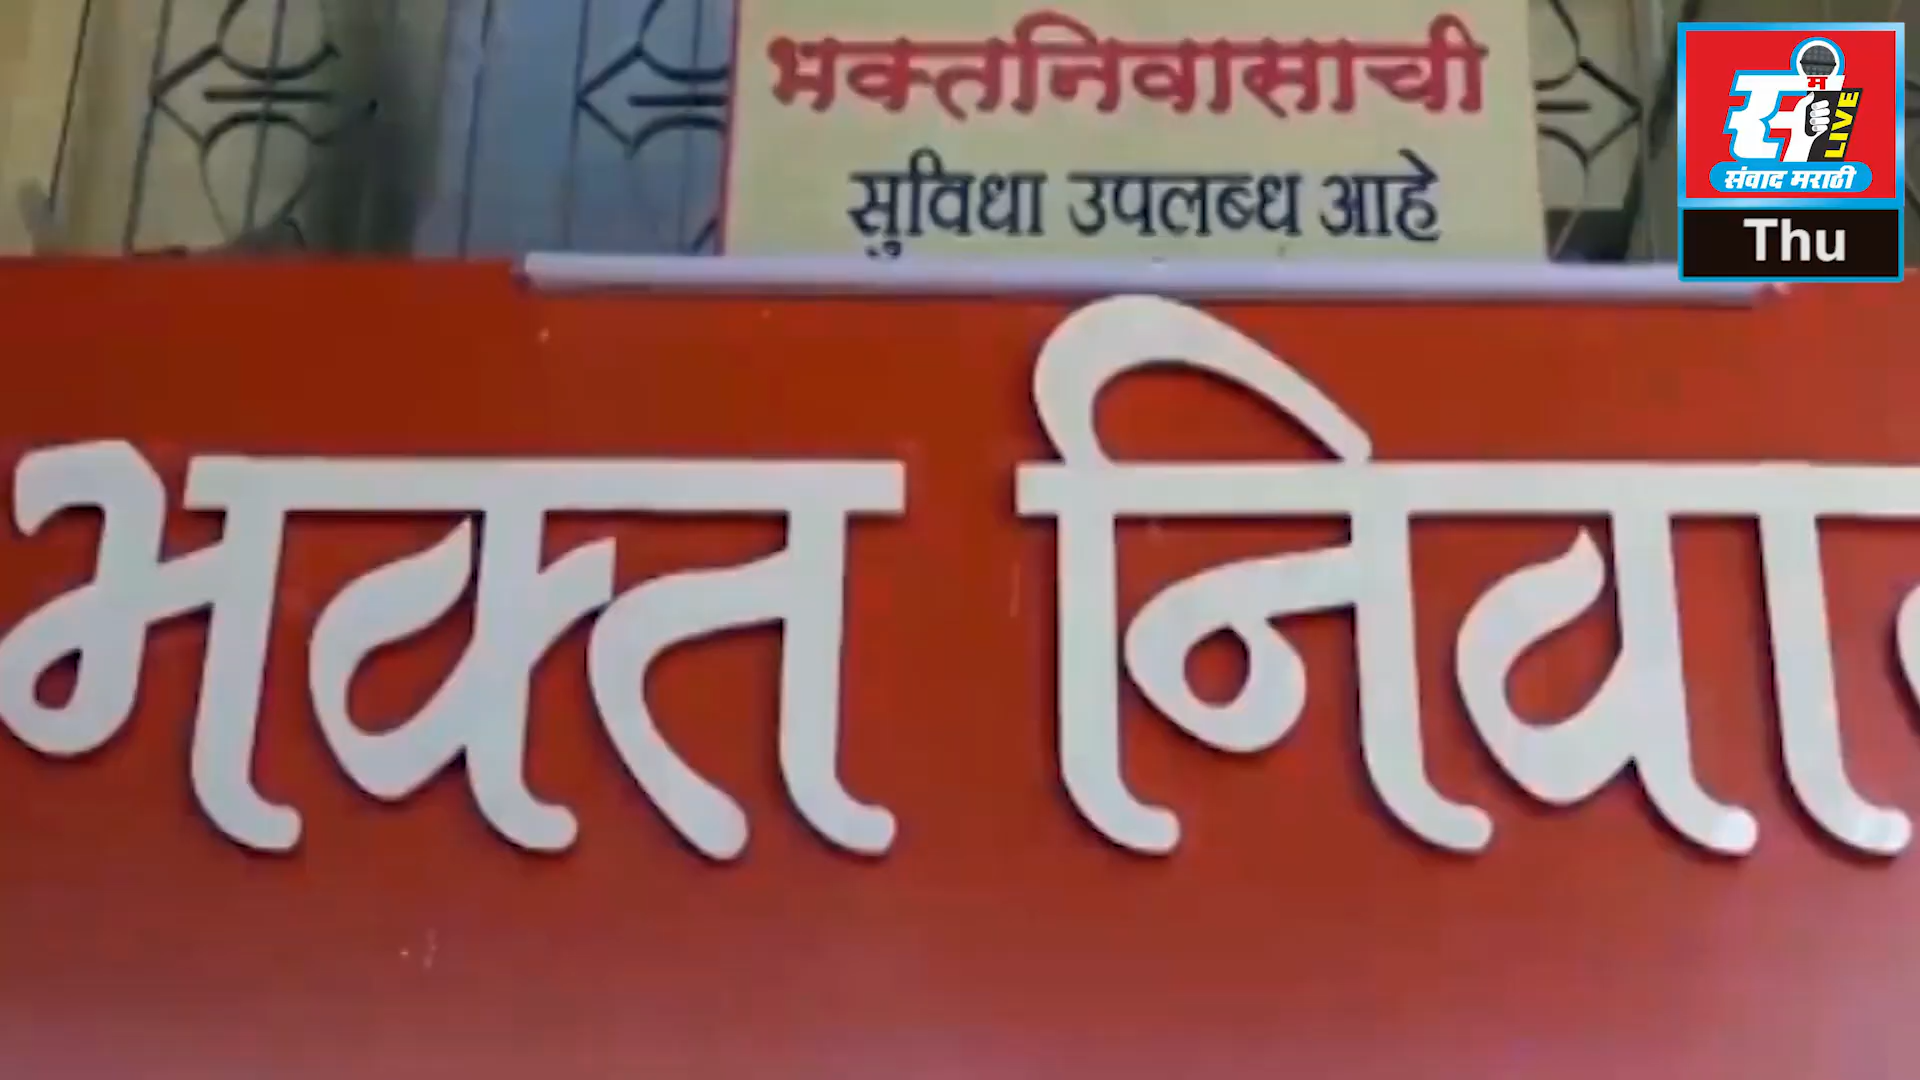 भक्तनिवासाची
सुविधा उपलब्ध आहे
भक्त निवा
स
म
LIVE
संवाद मराठी
Thu